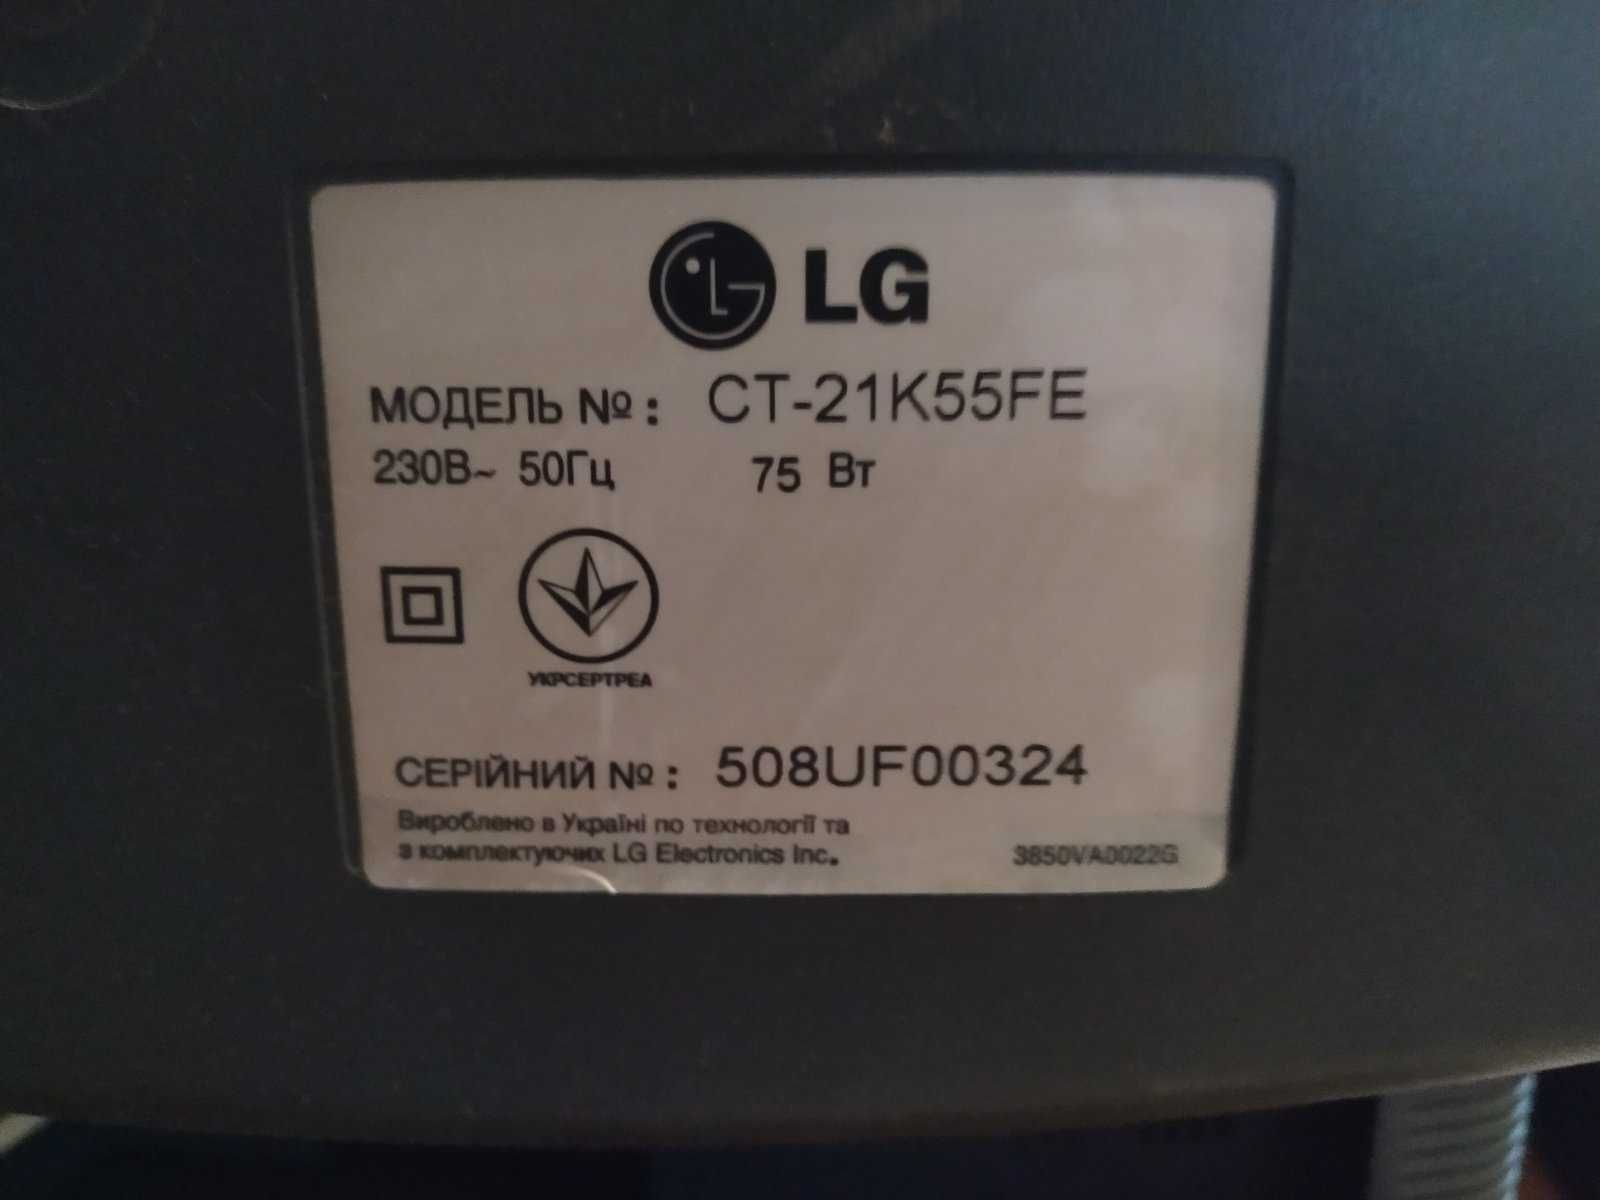 LG
МОДЕЛЬ №: CT-21K55FE
230В~ 50Гц 75 Вт
УКРСЕРТРЕА
СЕРІЙНИЙ №: 508UF00324
Вироблено в Україні по технології та
з комплектуючих LG Electronics Inc.
3850VA0022G